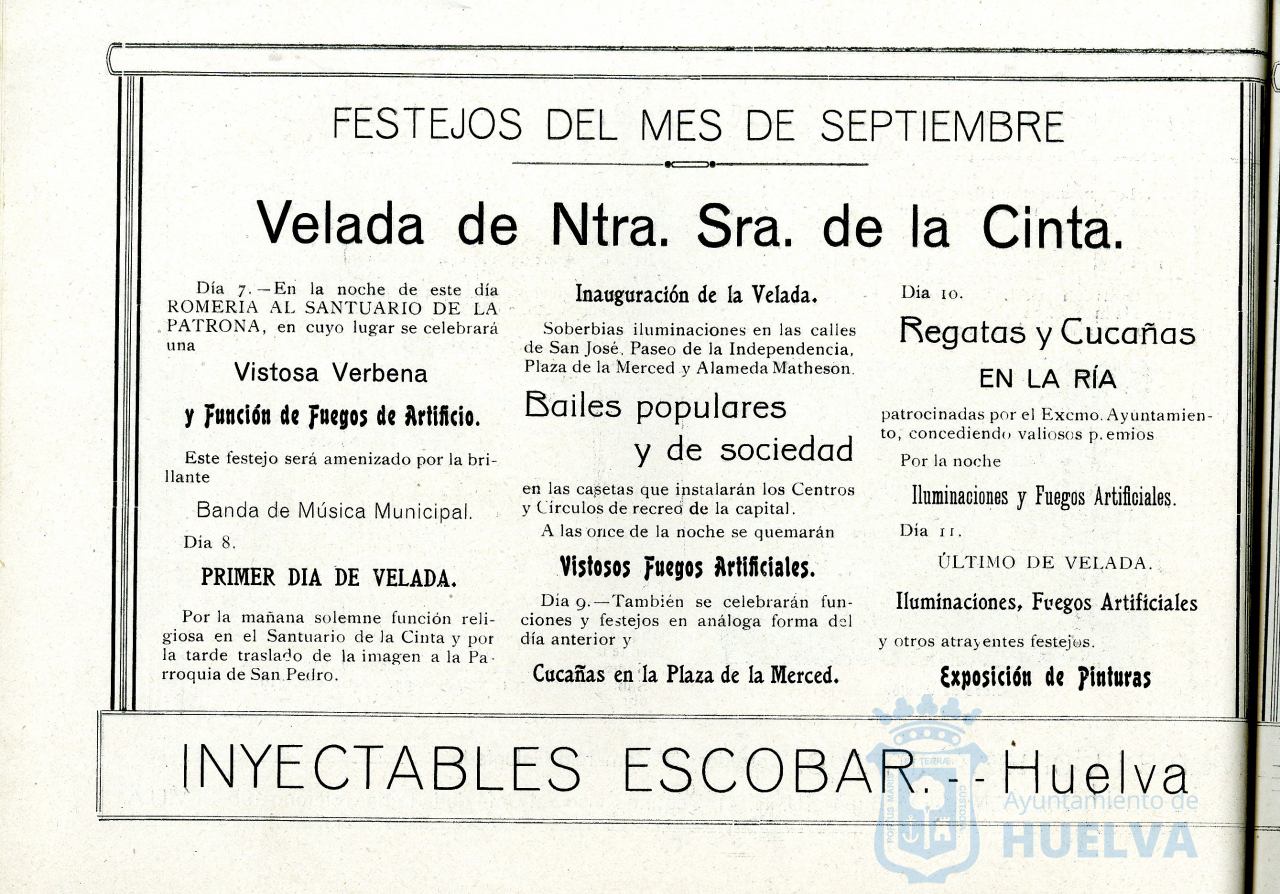 FESTEJOS DEL MES DE SEPTIEMBRE
Velada de Ntra. Sra. de la Cinta.
Día 7.—En la noche de este día
ROMERIA AL SANTUARIO DE LA
PATRONA, en cuyo lugar se celebrará
una
Vistosa Verbena
y Función de Fuegos de Artificio.
Este festejo será amenizado por la bri-
llante
Banda de Música Municipal.
Día 8.
PRIMER DIA DE VELADA.
Por la mañana solemne función reli-
giosa en el Santuario de la Cinta y por
la tarde traslado de la imagen a la Pa-
rroquia de San Pedro.
Inauguración de la Velada.
Soberbias iluminaciones en las calles
de San José, Paseo de la Independencia,
Plaza de la Merced y Alameda Matheson.
Bailes populares
y de sociedad
en las casetas que instalarán los Centros
y Círculos de recreo de la capital.
A las once de la noche se quemarán
Vistosos Fuegos Artificiales.
Dia 9.—También se celebrarán fun-
ciones y festejos en análoga forma del
día anterior y
Cucañas en la Plaza de la Merced.
Dia 10.
Regatas y Cucañas
EN LA RÍA
patrocinadas por el Excmo. Ayuntamien-
to, concediendo valiosos p.emios
Por la noche
Iluminaciones y Fuegos Artificiales.
Día 11.
ÚLTIMO DE VELADA.
Iluminaciones, Fuegos Artificiales
y otros atrayentes festejos.
Exposición de Pinturas
INYECTABLES ESCOBAR.--Huelva
Ayuntamiento de
HUELVA